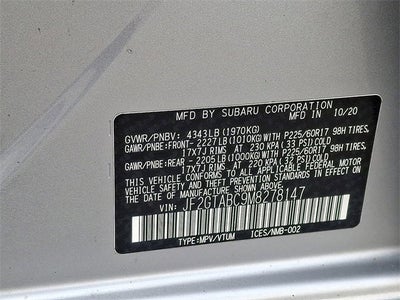 MFD. BY SUBARU CORPORATION 10/20
GVWR/PNBV: 4343LB (1970KG)
GAWR/PNBE: FRONT- 2227LB (1010KG) WITH P225/60R17 98H TIRES,
17X7J RIMS AT 230 KPA (33 PSI) COLD
GAWR/PNBE: REAR - 2205LB (1000KG) WITH P225/60R17 98H TIRES,
17X7J RIMS AT 220 KPA (32 PSI) COLD
THIS VEHICLE CONFORMS TO ALL APPLICABLE FEDERAL MOTOR
VEHICLE SAFETY, BUMPER, AND THEFT PREVENTION STANDARDS
IN EFFECT ON THE DATE OF MANUFACTURE SHOWN ABOVE.
VIN: JF2GTABC9M8278147
TYPE:MPV/VTUM ICES/NMB-002